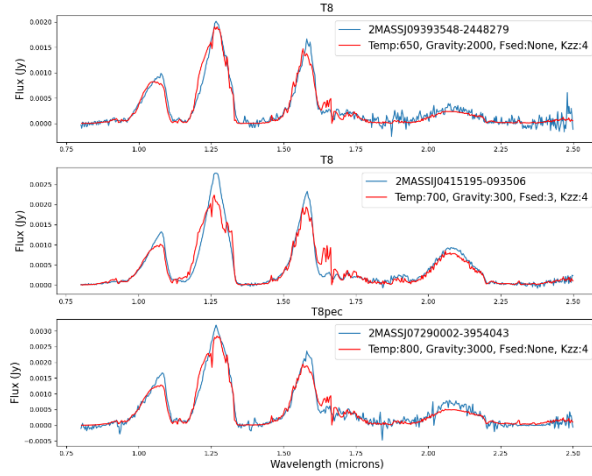 T8
0.0020
0.0015
0.0010
0.0005
0.0000
Flux (Jy)
2MASSJ09393548-2448279
Temp:650, Gravity:2000, Fsed:None, Kzz:4
0.75 1.00 1.25 1.50 1.75 2.00 2.25 2.50
T8
0.0025
0.0020
0.0015
0.0010
0.0005
0.0000
Flux (Jy)
2MASSIJ0415195-093506
Temp:700, Gravity:300, Fsed:3, Kzz:4
0.75 1.00 1.25 1.50 1.75 2.00 2.25 2.50
T8pec
0.0030
0.0025
0.0020
0.0015
0.0010
0.0005
0.0000
−0.0005
Flux (Jy)
2MASSJ07290002-3954043
Temp:800, Gravity:3000, Fsed:None, Kzz:4
0.75 1.00 1.25 1.50 1.75 2.00 2.25 2.50
Wavelength (microns)